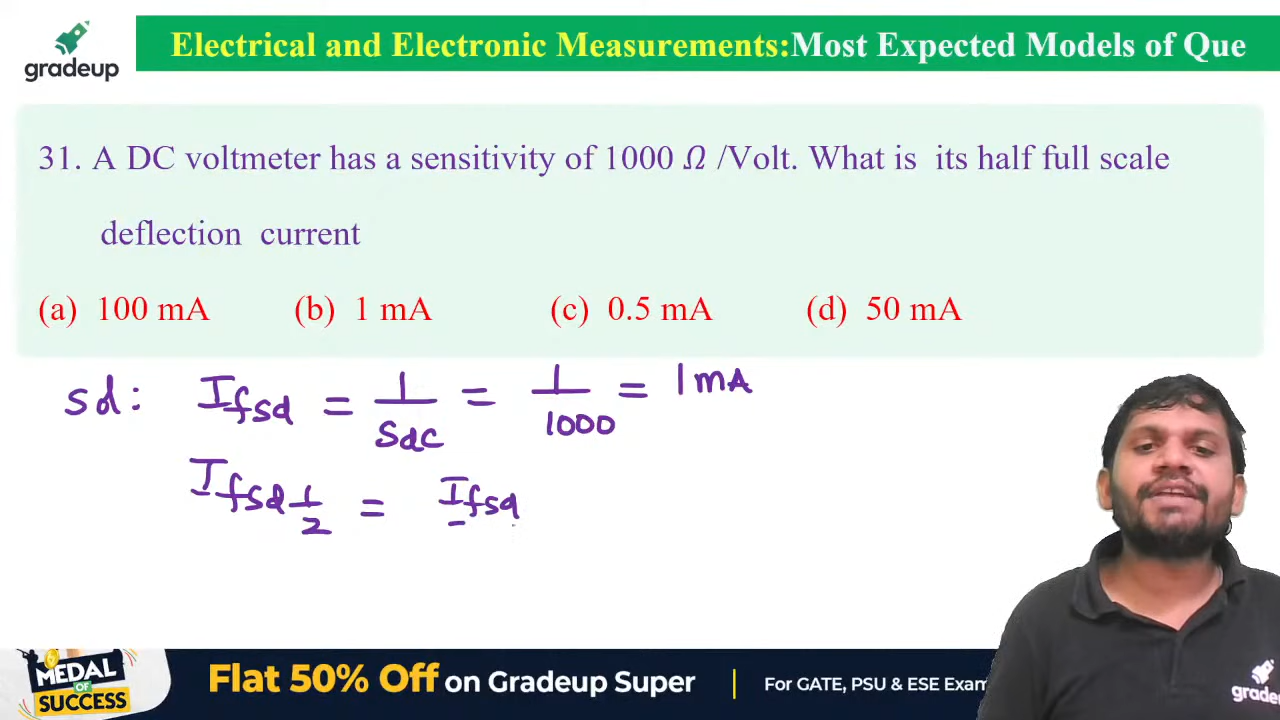 gradeup
Electrical and Electronic Measurements:Most Expected Models of Que
31. A DC voltmeter has a sensitivity of 1000 Ω /Volt. What is its half full scale
deflection current
(a) 100 mA (b) 1 mA (c) 0.5 mA (d) 50 mA
Sol: Ifsd = 1/Sdc = 1/1000 = 1mA
Ifsd 1/2 = Ifsd
MEDAL
OF
SUCCESS
Flat 50% Off on Gradeup Super
For GATE, PSU & ESE Exam
gradeu